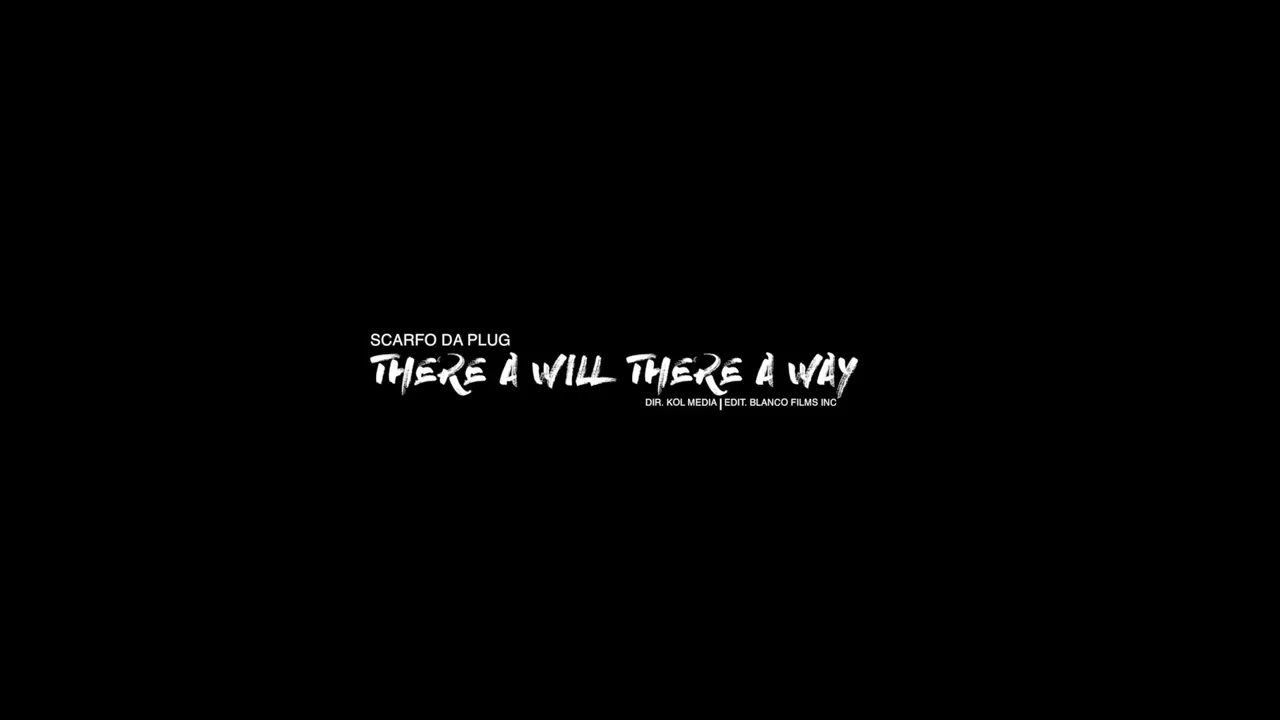 SCARFO DA PLUG
THERE A WILL THERE A WAY
DIR. KOL MEDIA | EDIT. BLANCO FILMS INC